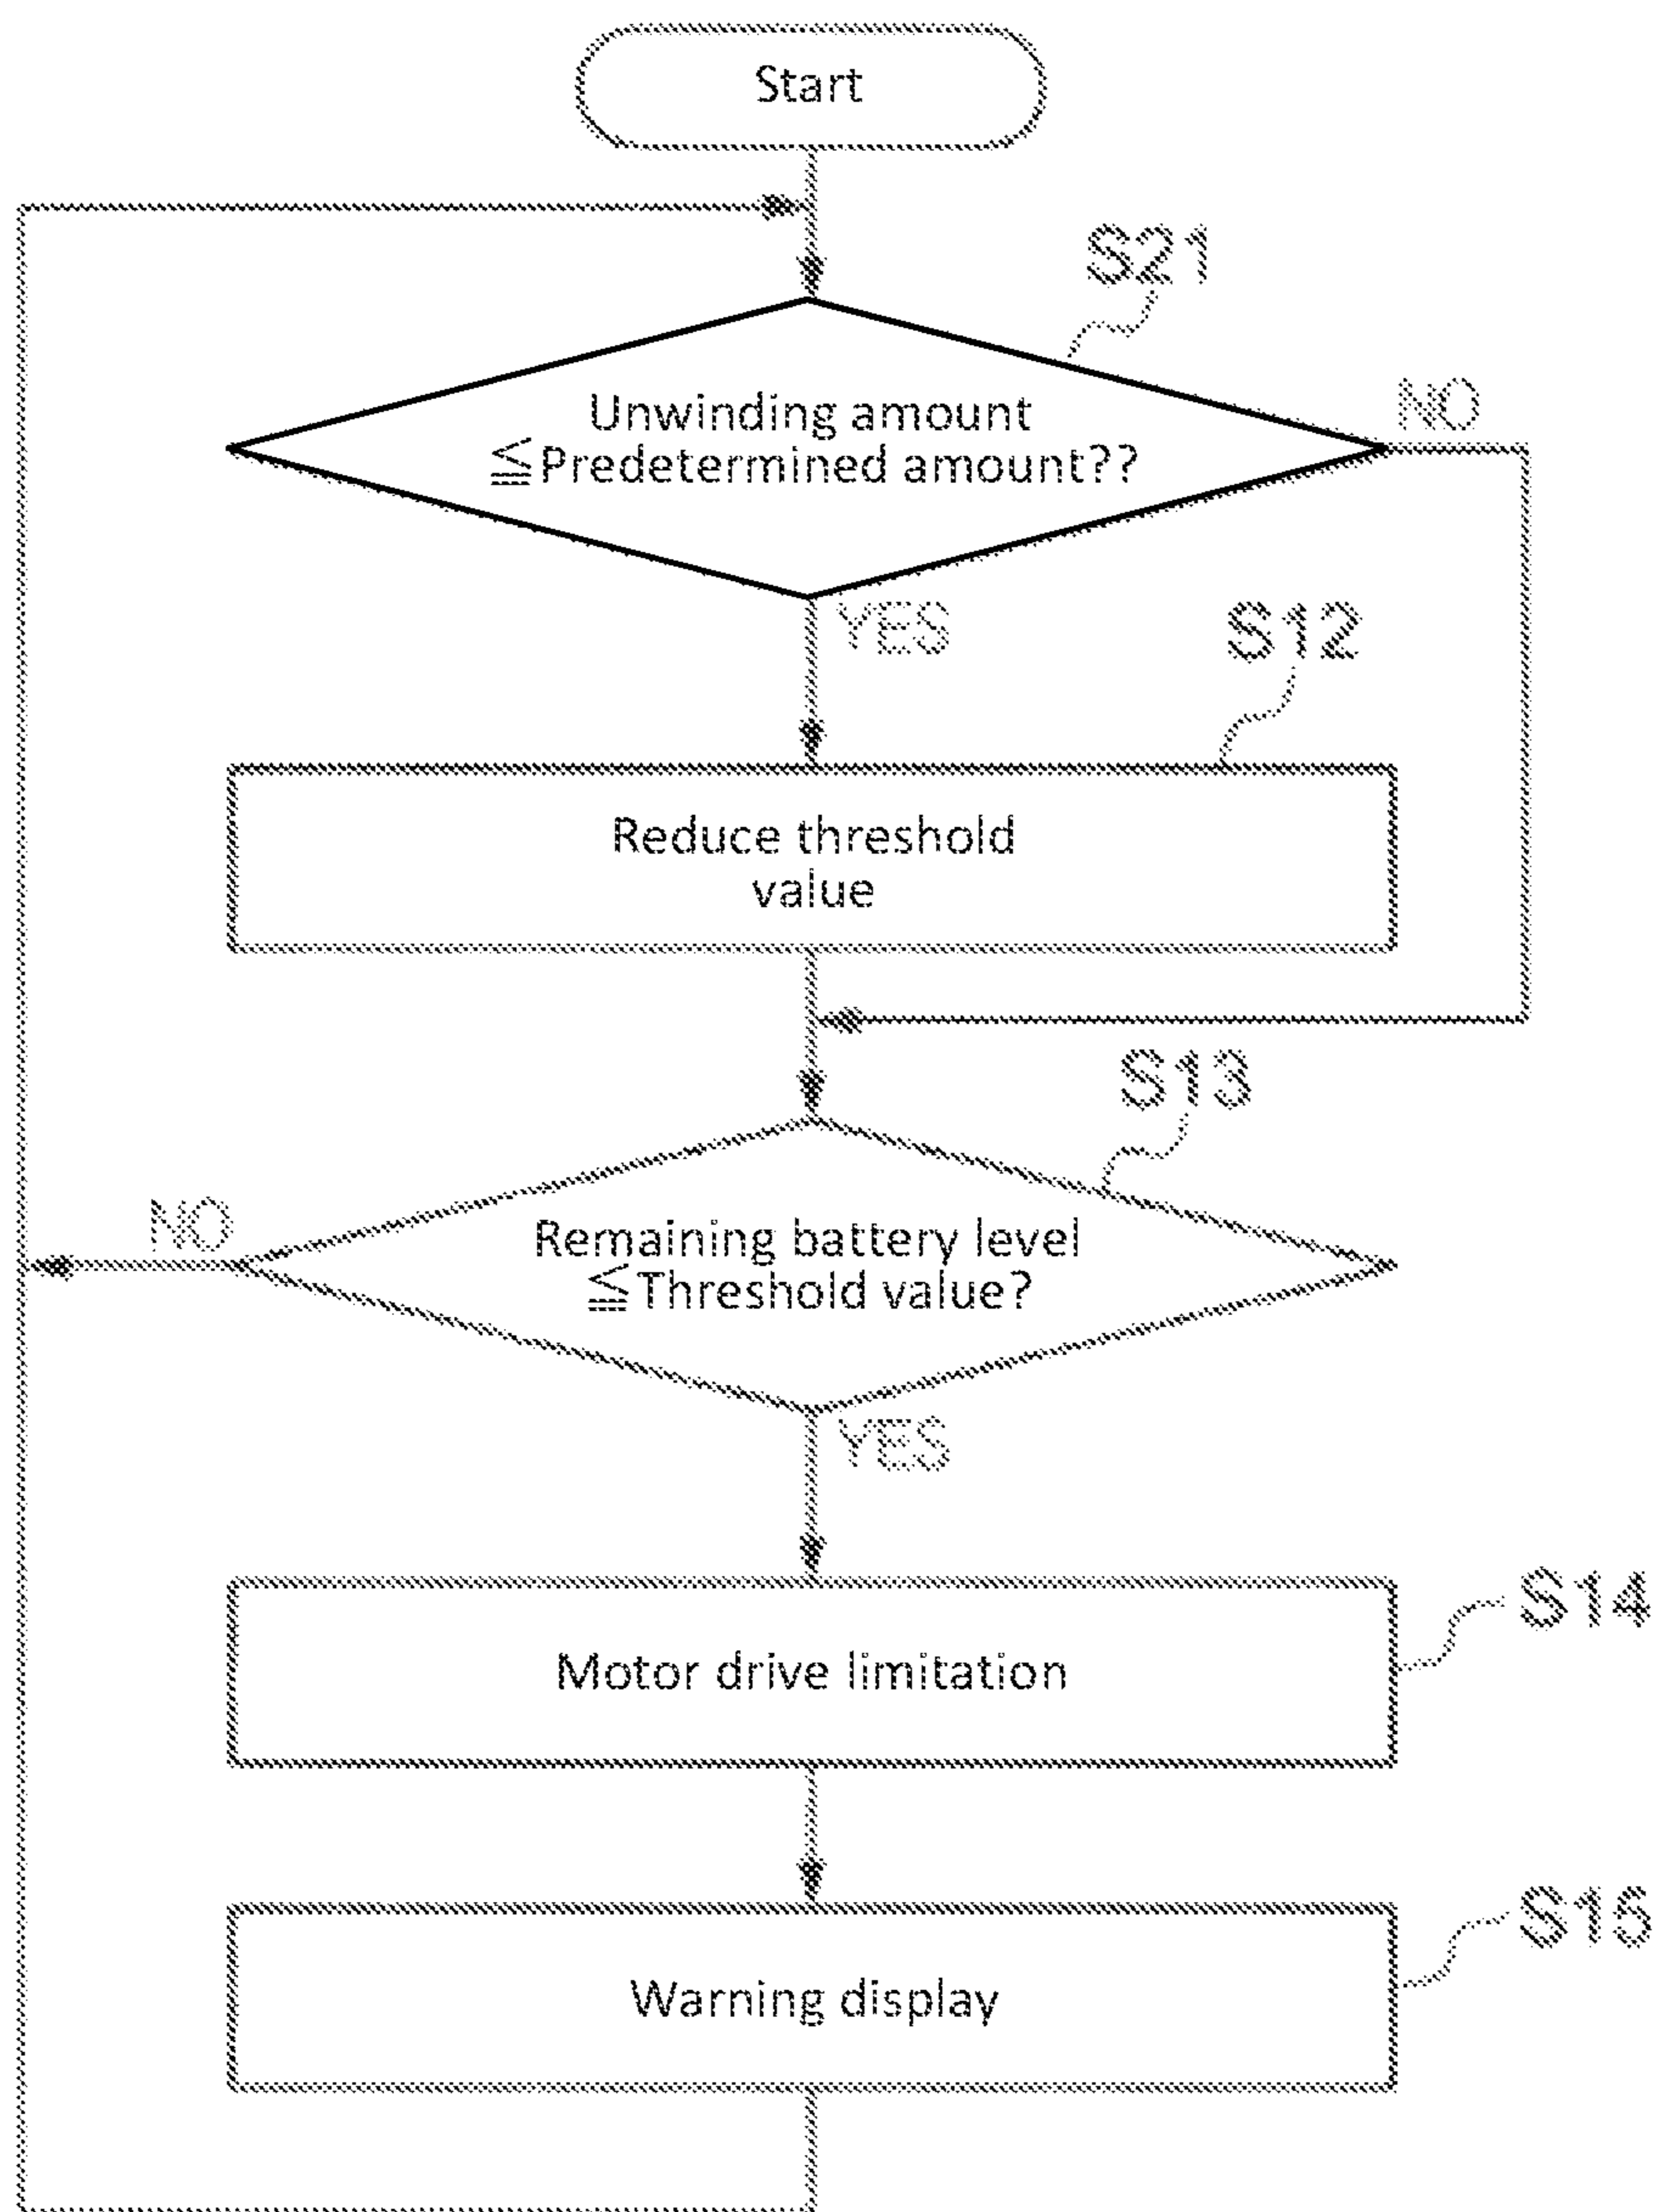 Start
S21
Unwinding amount
≦Predetermined amount??
NO
YES
S12
Reduce threshold
value
S13
NO
Remaining battery level
≦Threshold value?
YES
Motor drive limitation
S14
Warning display
S15